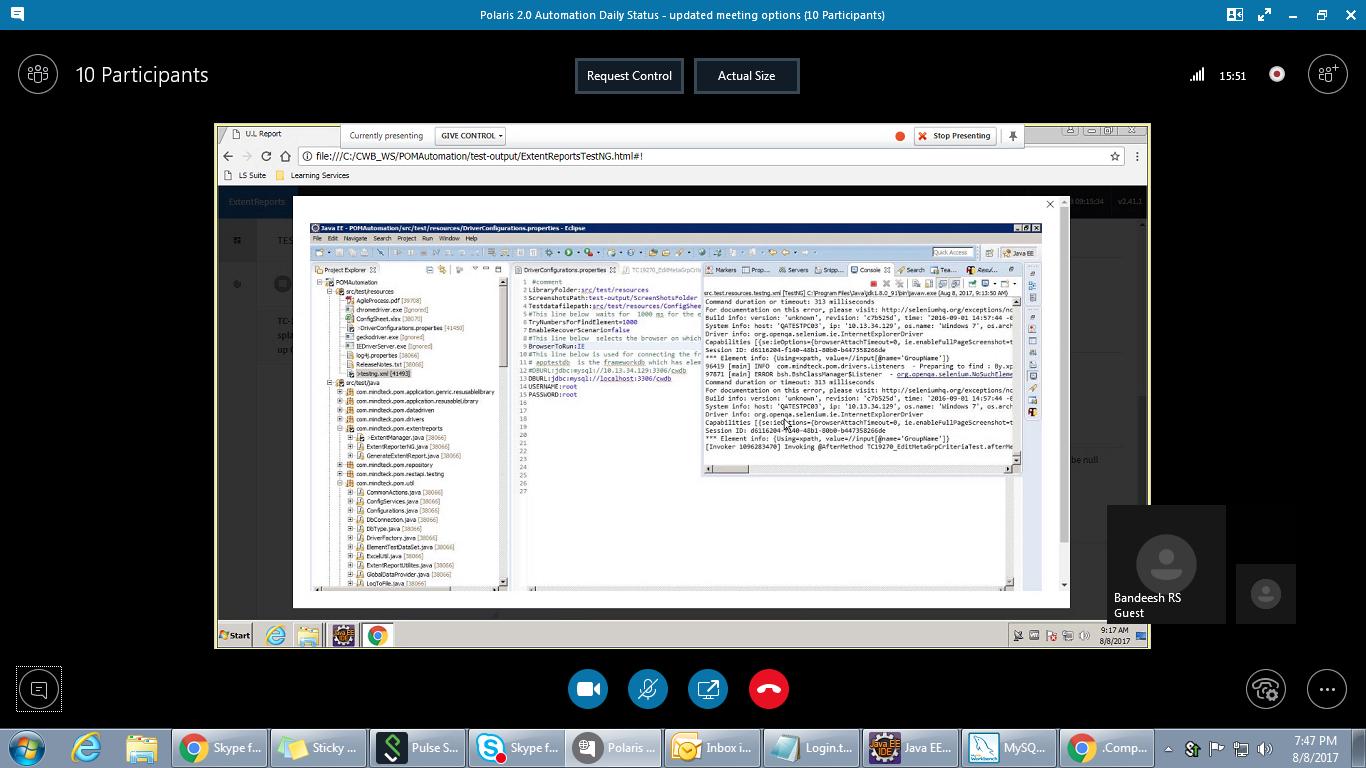 Polaris 2.0 Automation Daily Status - updated meeting options (10 Participants)
10 Participants
Request Control
Actual Size
15:51
U.I. Report
Currently presenting
GIVE CONTROL
Stop Presenting
file:///C:/CWB_WS/POMAutomation/test-output/ExtentReportsTestNG.html#!
LS Suite
Learning Services
ExtentReports
09:15:34
v2.41.1
Java EE - POMAutomation/src/test/resources/DriverConfigurations.properties - Eclipse
File Edit Navigate Search Project Run Window Help
Quick Access
Java EE
Project Explorer
POMAutomation
src/test/resources
AgileProcess.pdf [39708]
chromedriver.exe [Ignored]
ConfigSheet.xlsx [38070]
>DriverConfigurations.properties [41450]
geckodriver.exe [Ignored]
IEDriverServer.exe [Ignored]
log4j.properties [38066]
ReleaseNotes.txt [38066]
>testng.xml [41493]
src/test/java
com.mindteck.application.genric.resusablelibrary
com.mindteck.pom.application.resusableLibrary
com.mindteck.pom.datadriven
com.mindteck.pom.drivers
com.mindteck.pom.extentreports
>ExtentManager.java [38066]
ExtentReporterNG.java [38066]
GenerateExtentReport.java [38066]
com.mindteck.pom.repository
com.mindteck.pom.restapi.testing
com.mindteck.pom.util
CommonActions.java [38066]
ConfigServices.java [38066]
Configurations.java [38066]
DbConnection.java [38066]
DbType.java [38066]
DriverFactory.java [38066]
ElementTestDataSet.java [38066]
ExcelUtil.java [38066]
ExtentReportUtilites.java [38066]
GlobalDataProvider.java [38066]
LogToFile.java [38066]
DriverConfigurations.properties
TC19270_EditMetaGrpCrit
1 #comment
2 LibraryFolder:src/test/resources
3 ScreenshotsPath:test-output/ScreenShotsFolder
4 Testdatafilepath:src/test/resources/ConfigShee
5 #This line below waits for 1000 ms for the e
6 TryNumbersForFindElement=1000
7 EnableRecoverScenario=false
8 #This line below selects the browser on which
9 BrowserToRun:IE
10 #This line below is used for connecting the fr
11 # apptestdb is the frameworkdb which has elem
12 #DBURL:jdbc:mysql://10.13.34.129:3306/cwdb
13 DBURL:jdbc:mysql://localhost:3306/cwdb
14 USERNAME:root
15 PASSWORD:root
16
17
18
19
20
21
22
23
24
25
26
27
Markers Prop... Servers Snipp... Console Search Tea... Resul...
src.test.resources.testng.xml [TestNG] C:\Program Files\Java\jdk1.8.0_91\bin\javaw.exe (Aug 8, 2017, 9:13:50 AM)
Command duration or timeout: 313 milliseconds
For documentation on this error, please visit: http://seleniumhq.org/exceptions/no
Build info: version: 'unknown', revision: 'c7b525d', time: '2016-09-01 14:57:44 -0
System info: host: 'QATESTPC03', ip: '10.13.34.129', os.name: 'Windows 7', os.arch
Driver info: org.openqa.selenium.ie.InternetExplorerDriver
Capabilities [{se:ieOptions={browserAttachTimeout=0, ie.enableFullPageScreenshot=t
Session ID: d6116204-f140-48b1-80b0-b447358266de
*** Element info: {Using=xpath, value=//input[@name='GroupName']}
96419 [main] INFO com.mindteck.pom.drivers.Listeners - Preparing to find : By.xp
97871 [main] ERROR bsh.BshClassManager$Listener - org.openqa.selenium.NoSuchEleme
Command duration or timeout: 313 milliseconds
For documentation on this error, please visit: http://seleniumhq.org/exceptions/no
Build info: version: 'unknown', revision: 'c7b525d', time: '2016-09-01 14:57:44 -0
System info: host: 'QATESTPC03', ip: '10.13.34.129', os.name: 'Windows 7', os.arch
Driver info: org.openqa.selenium.ie.InternetExplorerDriver
Capabilities [{se:ieOptions={browserAttachTimeout=0, ie.enableFullPageScreenshot=t
Session ID: d6116204-f140-48b1-80b0-b447358266de
*** Element info: {Using=xpath, value=//input[@name='GroupName']}
[Invoker 1096283470] Invoking @AfterMethod TC19270_EditMetaGrpCriteriaTest.afterMe
be null
Bandeesh RS
Guest
Start
9:17 AM
8/8/2017
Skype f...
Sticky ...
Pulse S...
Skype f...
Polaris ...
Inbox i...
Login.t...
Java EE...
MySQ...
.Comp...
7:47 PM
8/8/2017